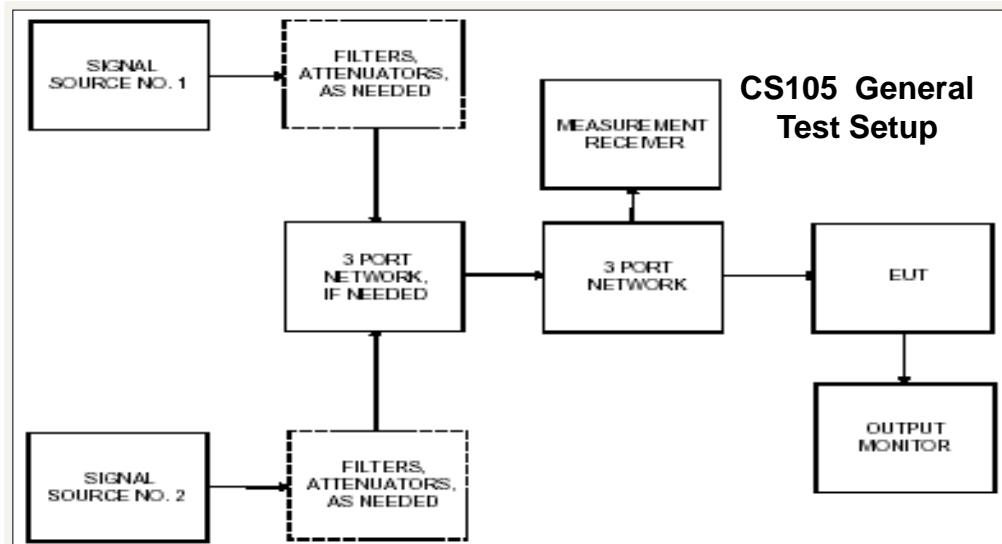 SIGNAL
SOURCE NO. 1
FILTERS,
ATTENUATORS,
AS NEEDED
CS105 General
Test Setup
MEASUREMENT
RECEIVER
3 PORT
NETWORK,
IF NEEDED
3 PORT
NETWORK
EUT
OUTPUT
MONITOR
SIGNAL
SOURCE NO. 2
FILTERS,
ATTENUATORS,
AS NEEDED